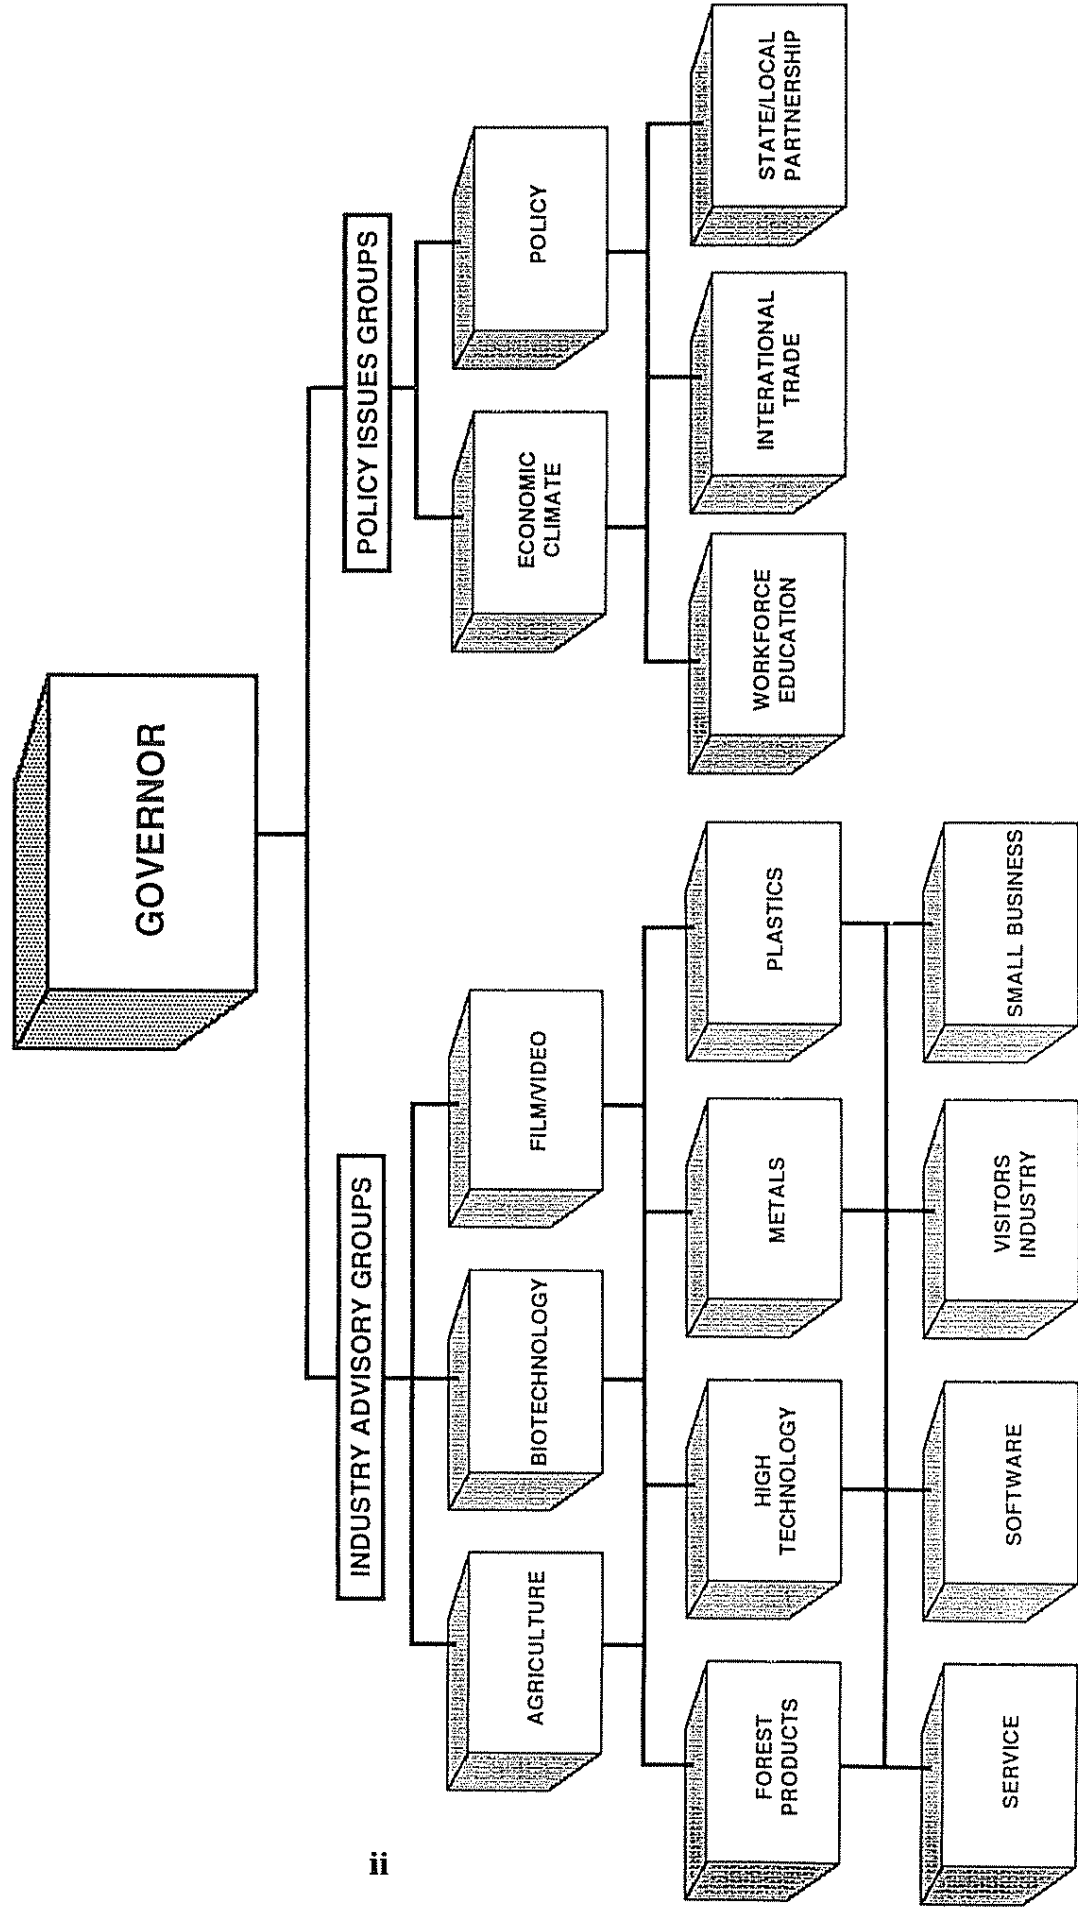 GOVERNOR
INDUSTRY ADVISORY GROUPS
POLICY ISSUES GROUPS
AGRICULTURE
BIOTECHNOLOGY
FILM/VIDEO
ECONOMIC
CLIMATE
POLICY
FOREST
PRODUCTS
HIGH
TECHNOLOGY
METALS
PLASTICS
WORKFORCE
EDUCATION
INTERATIONAL
TRADE
STATE/LOCAL
PARTNERSHIP
SERVICE
SOFTWARE
VISITORS
INDUSTRY
SMALL BUSINESS
ii